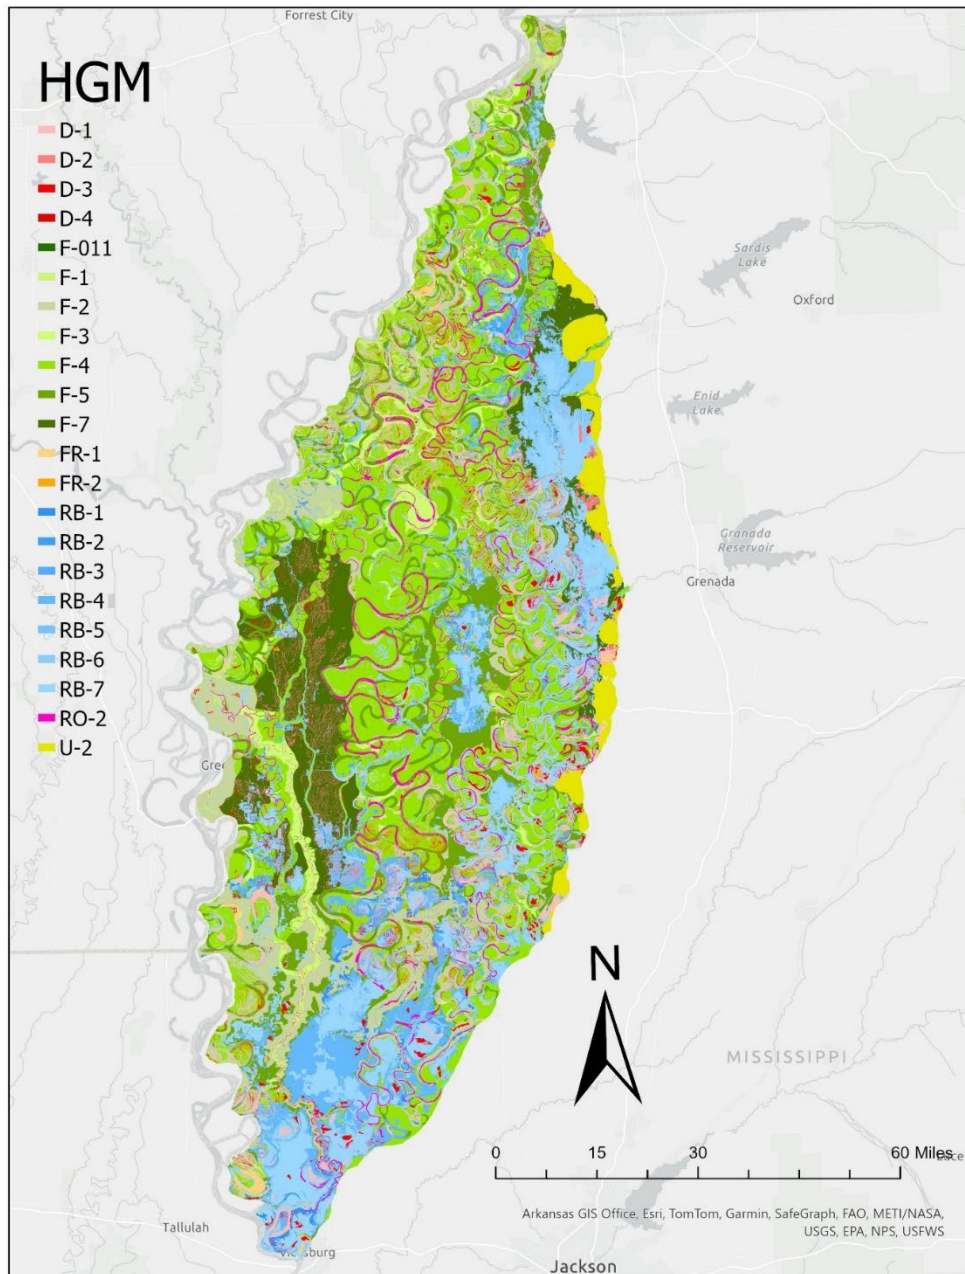 Forrest City
HGM
D-1
D-2
D-3
D-4
F-011
F-1
F-2
F-3
F-4
F-5
F-7
FR-1
FR-2
RB-1
RB-2
RB-3
RB-4
RB-5
RB-6
RB-7
RO-2
U-2
Sardis
Lake
Oxford
Enid
Lake
Grenada
Reservoir
Grenada
N
MISSISSIPPI
0 15 30 60 Miles
Arkansas GIS Office, Esri, TomTom, Garmin, SafeGraph, FAO, METI/NASA,
USGS, EPA, NPS, USFWS
Tallulah
Jackson